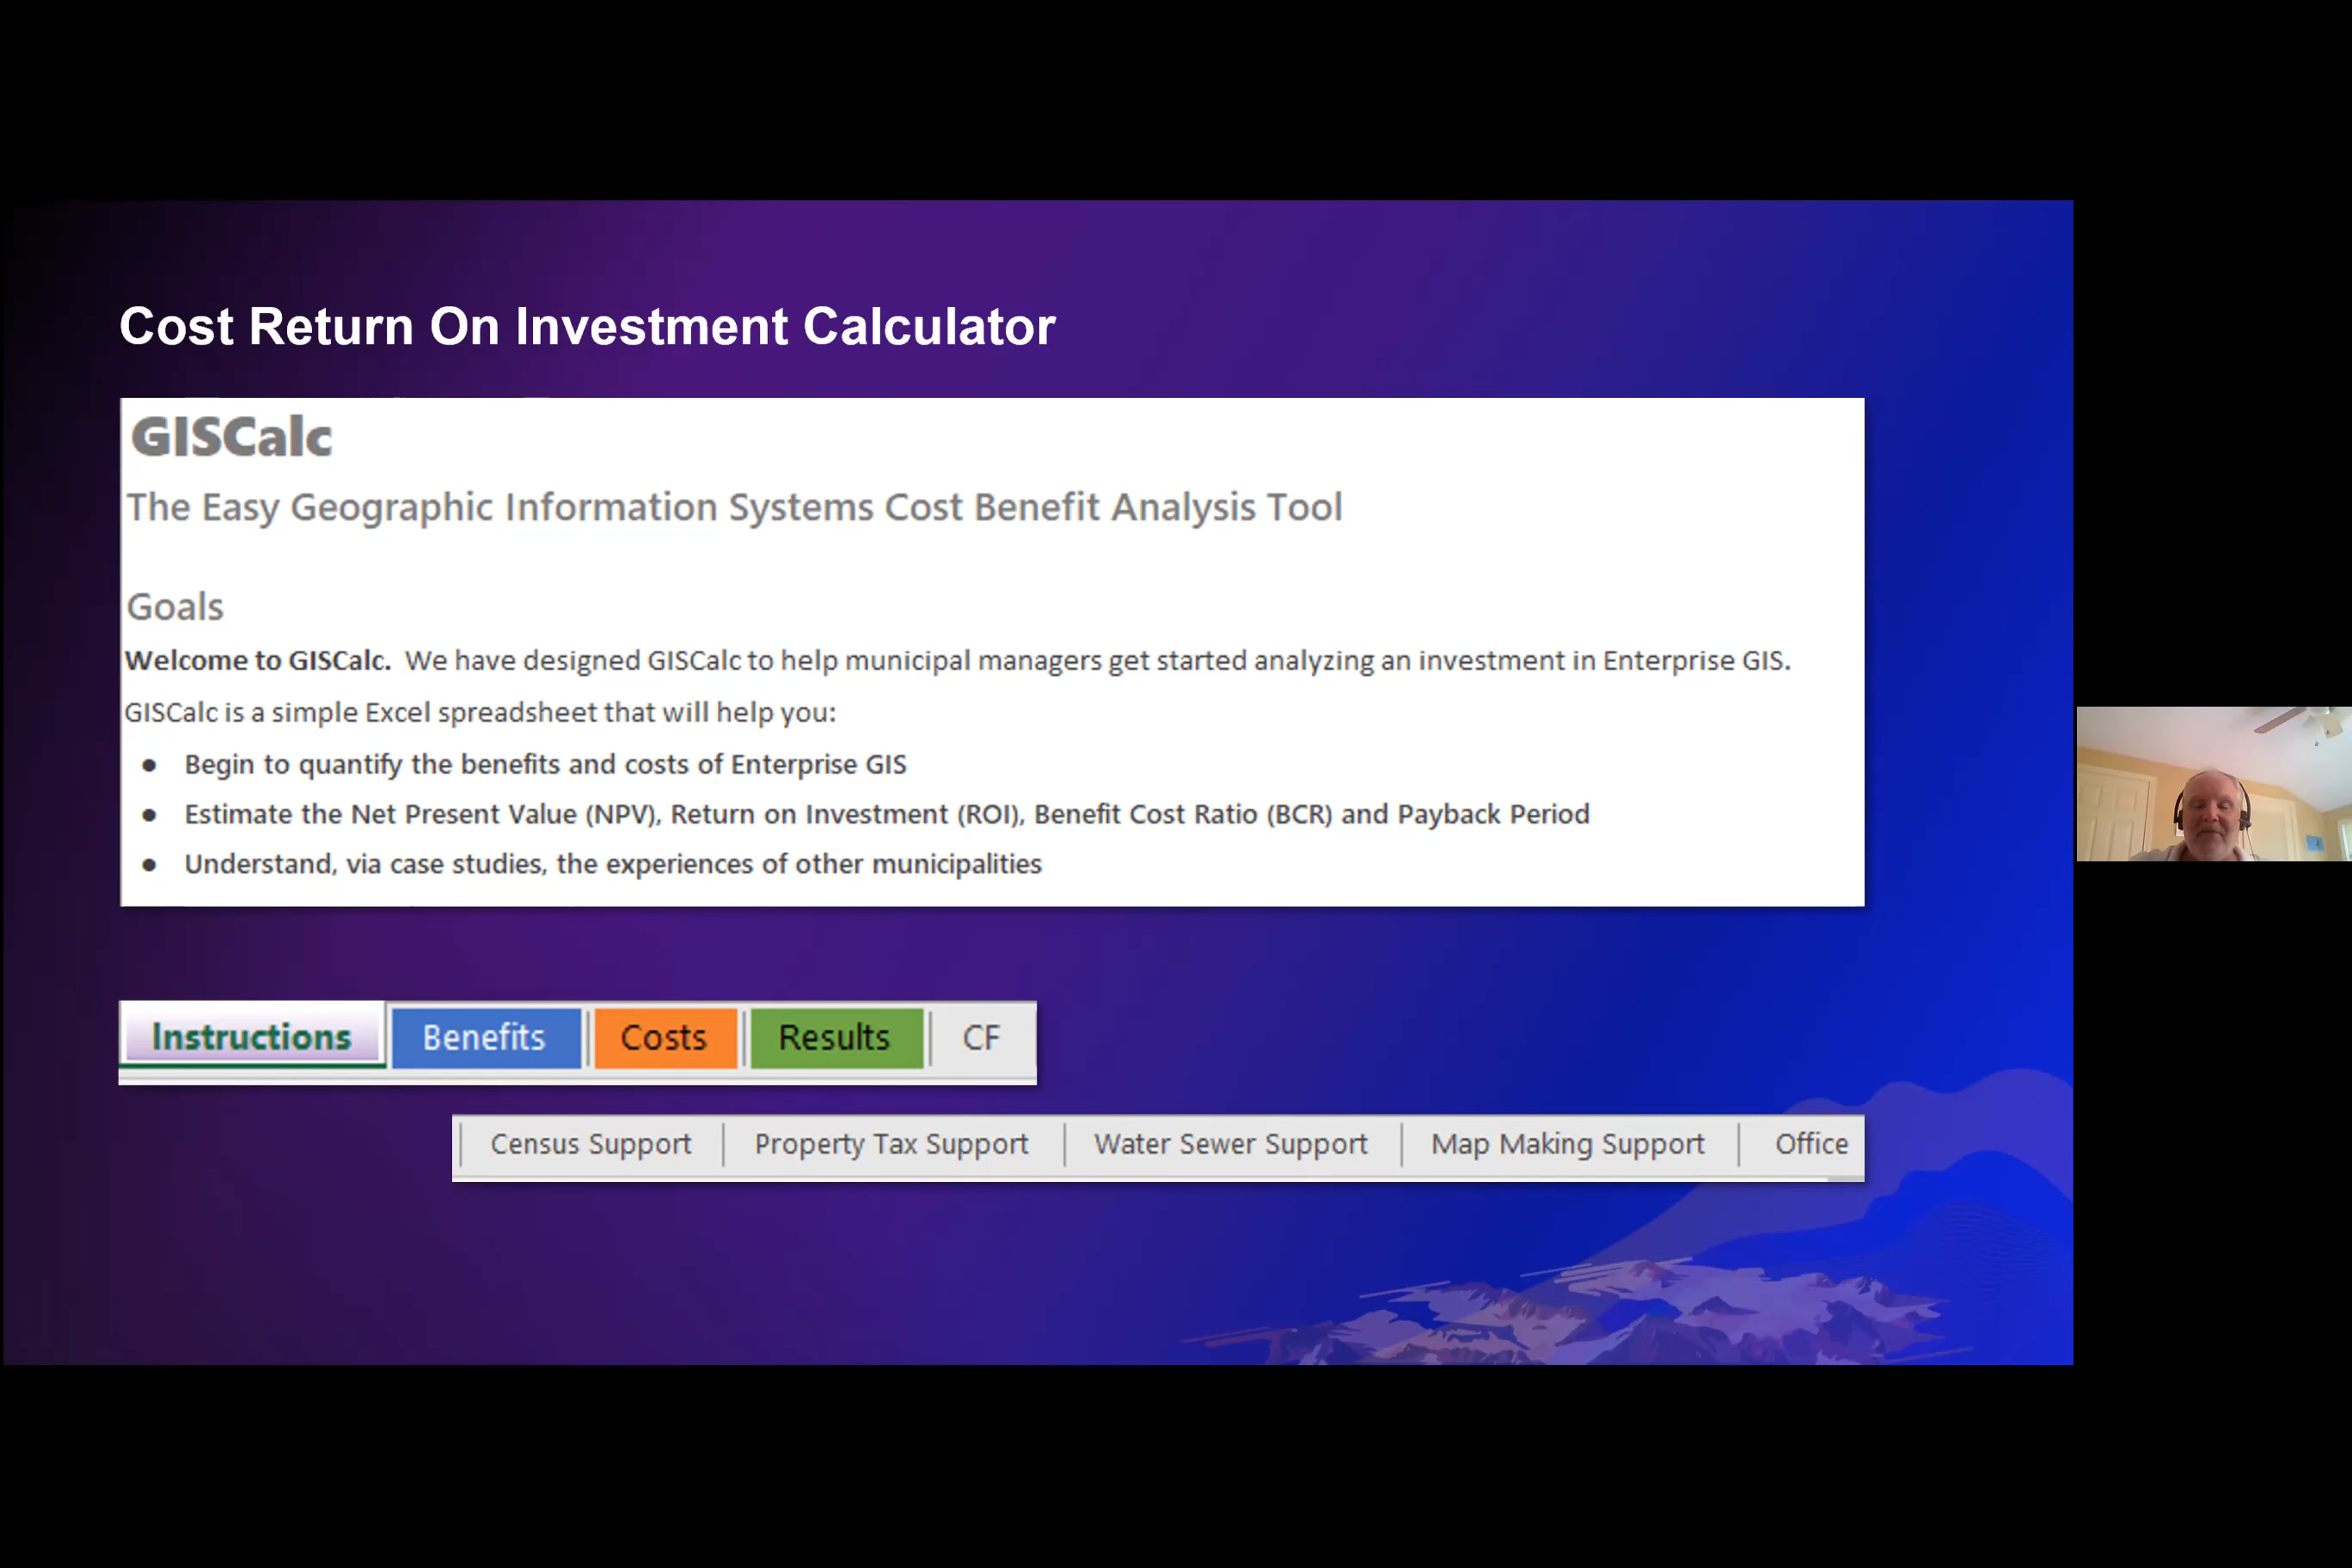 Cost Return On Investment Calculator
GISCalc
The Easy Geographic Information Systems Cost Benefit Analysis Tool
Goals
Welcome to GISCalc. We have designed GISCalc to help municipal managers get started analyzing an investment in Enterprise GIS.
GISCalc is a simple Excel spreadsheet that will help you:
● Begin to quantify the benefits and costs of Enterprise GIS
● Estimate the Net Present Value (NPV), Return on Investment (ROI), Benefit Cost Ratio (BCR) and Payback Period
● Understand, via case studies, the experiences of other municipalities
Instructions Benefits Costs Results CF
Census Support Property Tax Support Water Sewer Support Map Making Support Office